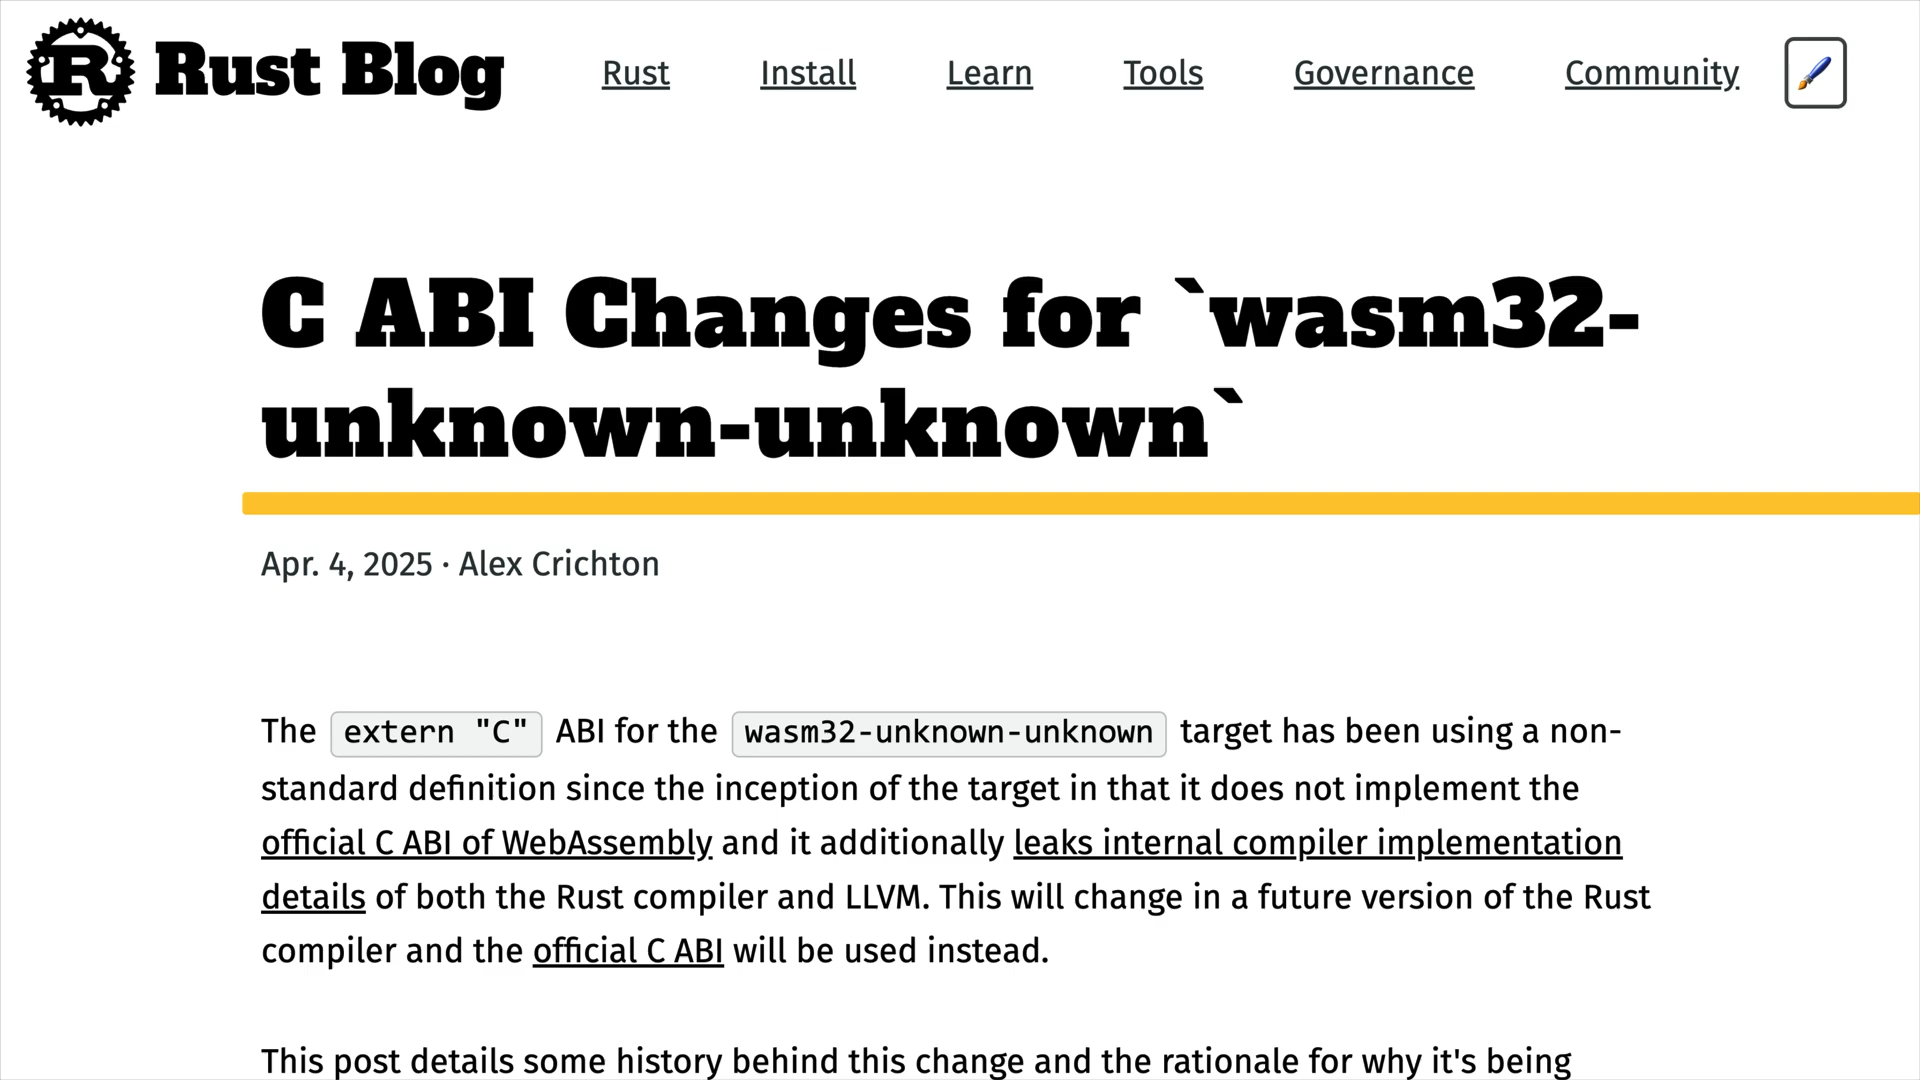 Rust Blog
Rust Install Learn Tools Governance Community
C ABI Changes for `wasm32-
unknown-unknown`
Apr. 4, 2025 · Alex Crichton
The extern "C" ABI for the wasm32-unknown-unknown target has been using a non-
standard definition since the inception of the target in that it does not implement the
official C ABI of WebAssembly and it additionally leaks internal compiler implementation
details of both the Rust compiler and LLVM. This will change in a future version of the Rust
compiler and the official C ABI will be used instead.
This post details some history behind this change and the rationale for why it's being